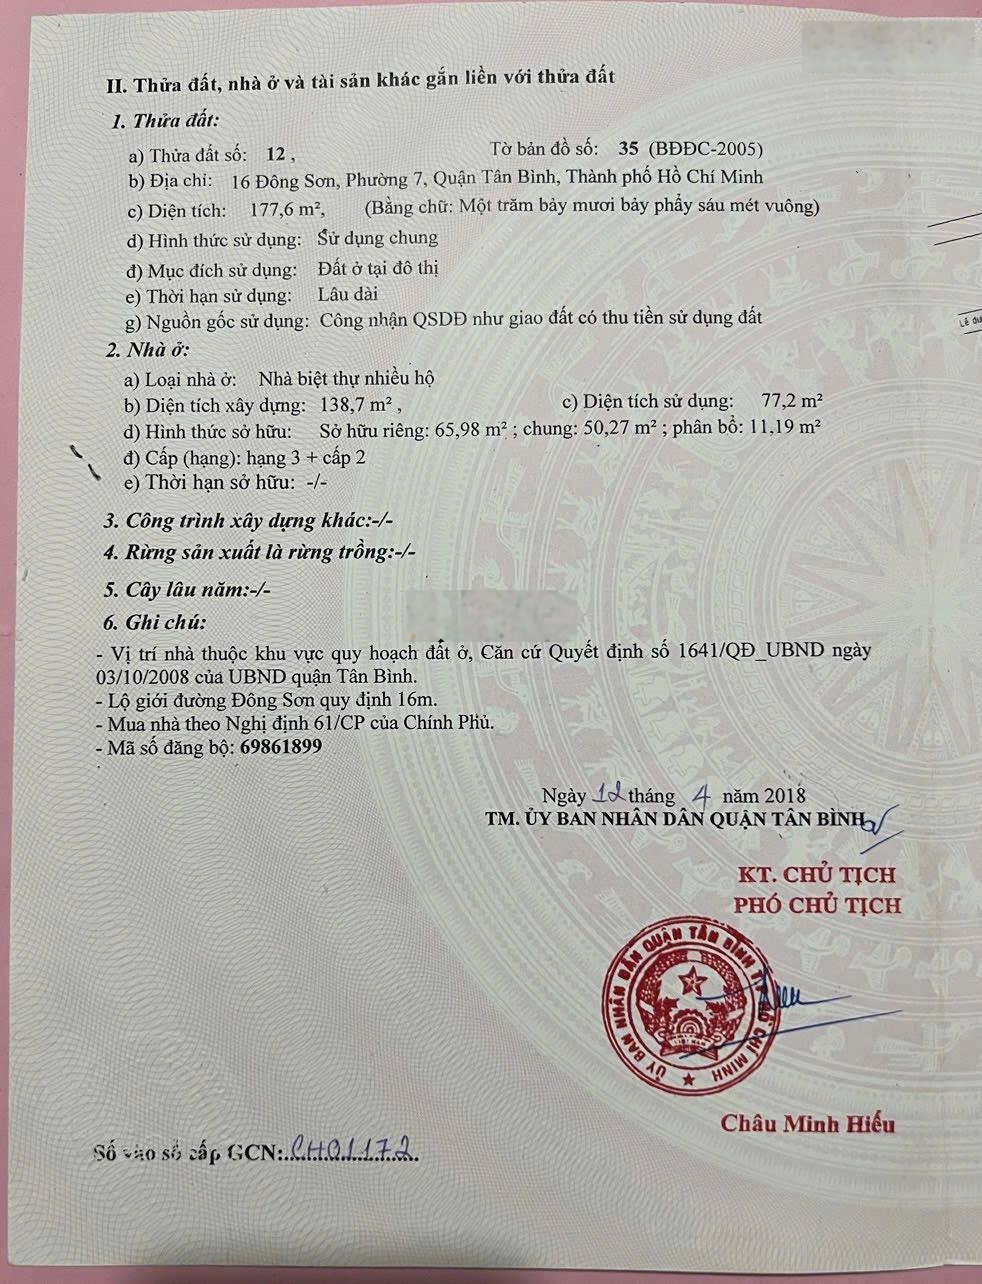 II. Thửa đất, nhà ở và tài sản khác gắn liền với thửa đất
1. Thửa đất:
a) Thửa đất số: 12 , Tờ bản đồ số: 35 (BĐĐC-2005)
b) Địa chỉ: 16 Đông Sơn, Phường 7, Quận Tân Bình, Thành phố Hồ Chí Minh
c) Diện tích: 177,6 m², (Bằng chữ: Một trăm bảy mươi bảy phẩy sáu mét vuông)
d) Hình thức sử dụng: Sử dụng chung
đ) Mục đích sử dụng: Đất ở tại đô thị
e) Thời hạn sử dụng: Lâu dài
g) Nguồn gốc sử dụng: Công nhận QSDĐ như giao đất có thu tiền sử dụng đất
2. Nhà ở:
a) Loại nhà ở: Nhà biệt thự nhiều hộ
b) Diện tích xây dựng: 138,7 m² , c) Diện tích sử dụng: 77,2 m²
d) Hình thức sở hữu: Sở hữu riêng: 65,98 m² ; chung: 50,27 m² ; phân bổ: 11,19 m²
đ) Cấp (hạng): hạng 3 + cấp 2
e) Thời hạn sở hữu: -/-
3. Công trình xây dựng khác:-/-
4. Rừng sản xuất là rừng trồng:-/-
5. Cây lâu năm:-/-
6. Ghi chú:
- Vị trí nhà thuộc khu vực quy hoạch đất ở, Căn cứ Quyết định số 1641/QĐ_UBND ngày
03/10/2008 của UBND quận Tân Bình.
- Lộ giới đường Đông Sơn quy định 16m.
- Mua nhà theo Nghị định 61/CP của Chính Phủ.
- Mã số đăng bộ: 69861899
Ngày 12 tháng 4 năm 2018
TM. ỦY BAN NHÂN DÂN QUẬN TÂN BÌNH
KT. CHỦ TỊCH
PHÓ CHỦ TỊCH
ỦY BAN NHÂN DÂN QUẬN TÂN BÌNH T.P HỒ CHÍ MINH
VIỆT NAM
Châu Minh Hiếu
Số vào sổ cấp GCN: CH01172